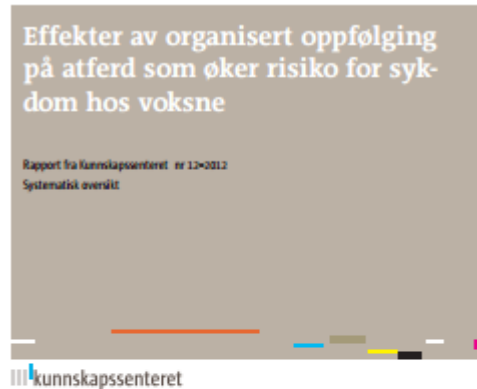 Effekter av organisert oppfølging
på atferd som øker risiko for syk-
dom hos voksne
Rapport fra Kunnskapssenteret nr 12•2012
Systematisk oversikt
kunnskapssenteret